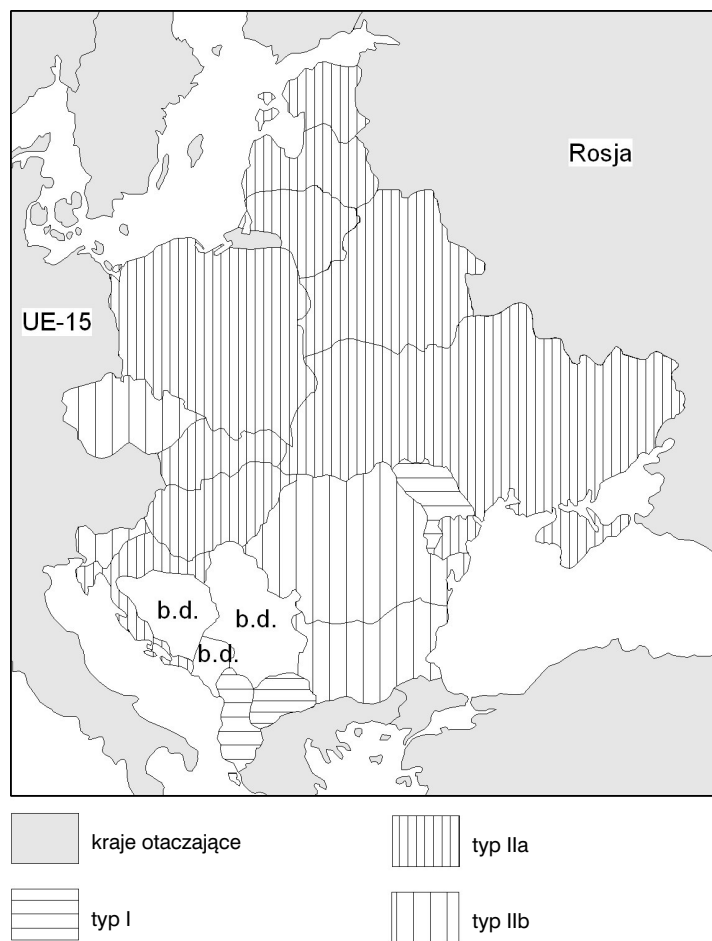 Rosja
UE-15
b.d.
b.d.
b.d.
kraje otaczające
typ IIa
typ I
typ IIb